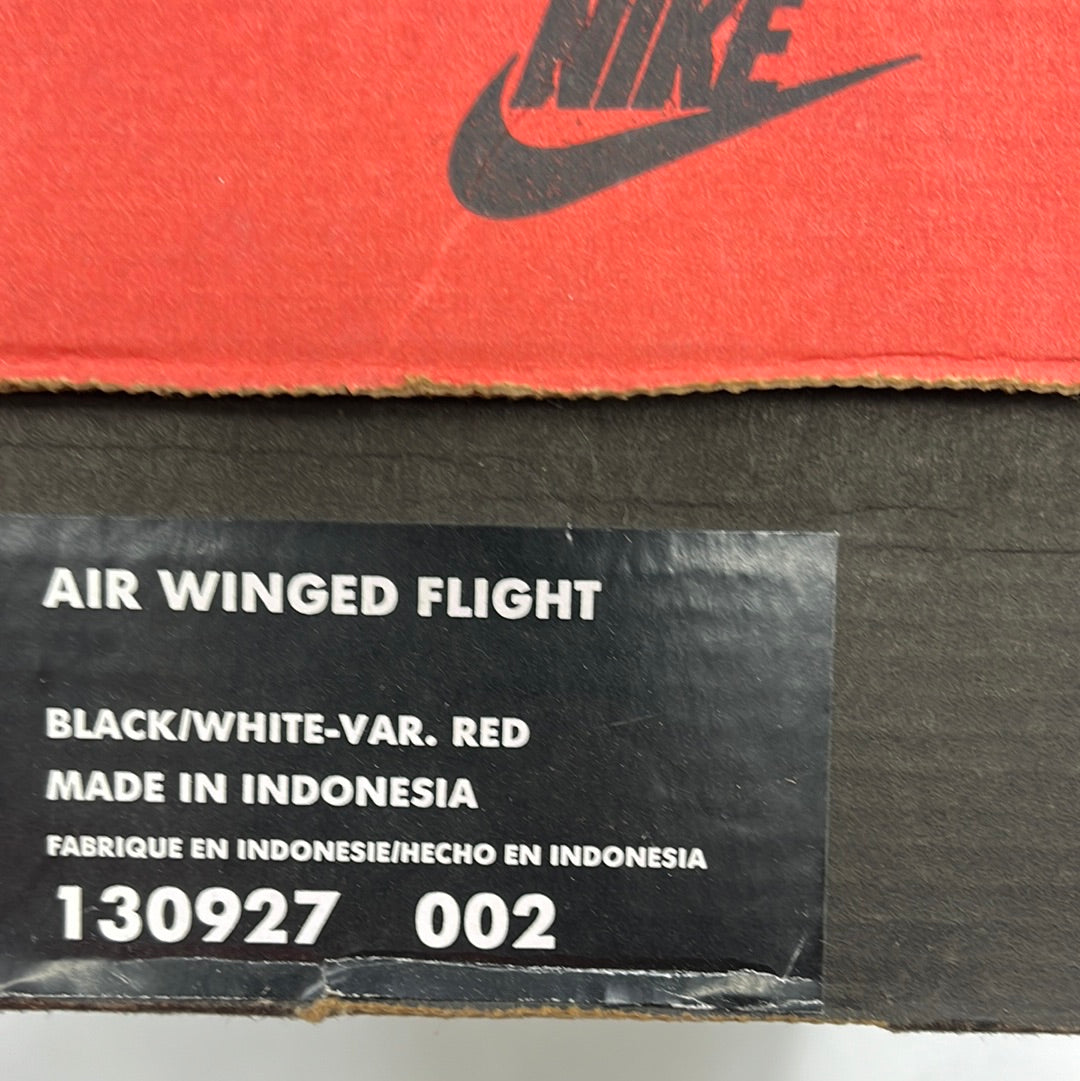 NIKE
AIR WINGED FLIGHT
BLACK/WHITE-VAR. RED
MADE IN INDONESIA
FABRIQUE EN INDONESIE/HECHO EN INDONESIA
130927 002